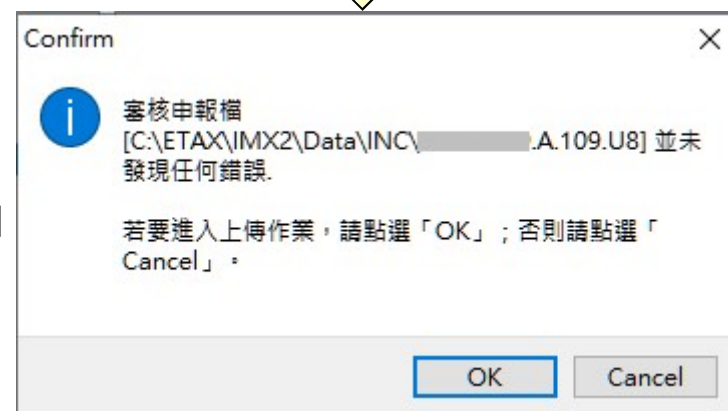 Confirm
審核申報檔
[C:\ETAX\IMX2\Data\INC\ .A.109.U8] 並未
發現任何錯誤.
若要進入上傳作業，請點選「OK」；否則請點選「
Cancel」。
OK
Cancel